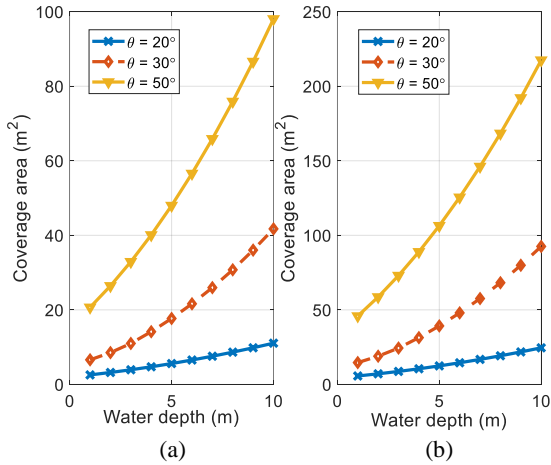 100
80
60
40
20
0
0
5
10
Coverage area (m²)
Water depth (m)
θ = 20°
θ = 30°
θ = 50°
(a)
250
200
150
100
50
0
0
5
10
Coverage area (m²)
Water depth (m)
θ = 20°
θ = 30°
θ = 50°
(b)